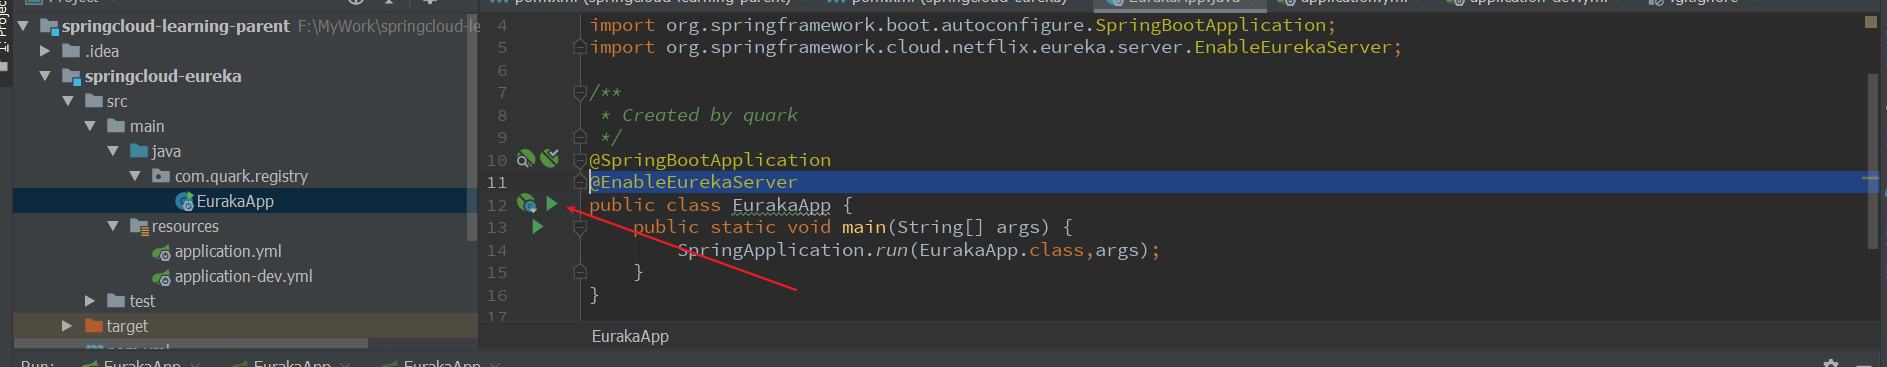 springcloud-learning-parent F:\MyWork\springcloud-le
.idea
springcloud-eureka
src
main
java
com.quark.registry
EurakaApp
resources
application.yml
application-dev.yml
test
target
4 import org.springframework.boot.autoconfigure.SpringBootApplication;
5 import org.springframework.cloud.netflix.eureka.server.EnableEurekaServer;
6
7 /**
8 * Created by quark
9 */
10 @SpringBootApplication
11 @EnableEurekaServer
12 public class EurakaApp {
13 public static void main(String[] args) {
14 SpringApplication.run(EurakaApp.class,args);
15 }
16 }
17
EurakaApp
Run: EurakaApp EurakaApp EurakaApp